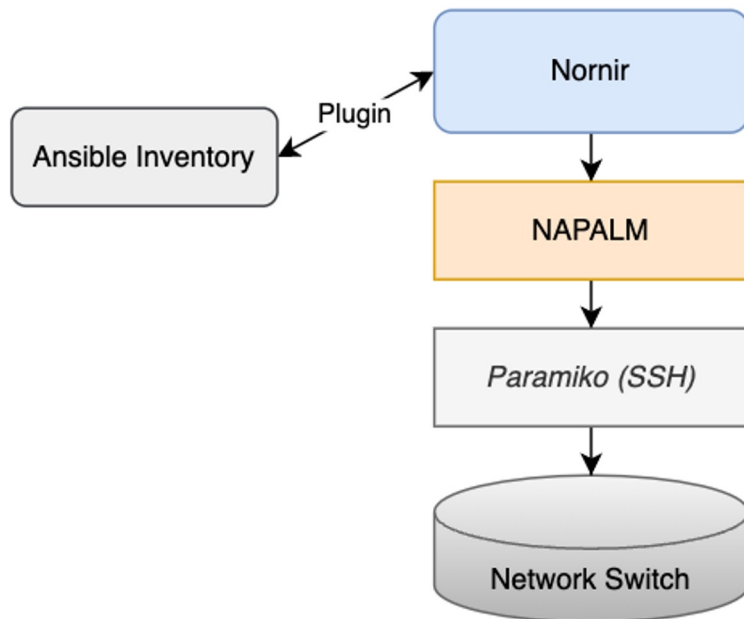 Nornir
Plugin
Ansible Inventory
NAPALM
Paramiko (SSH)
Network Switch